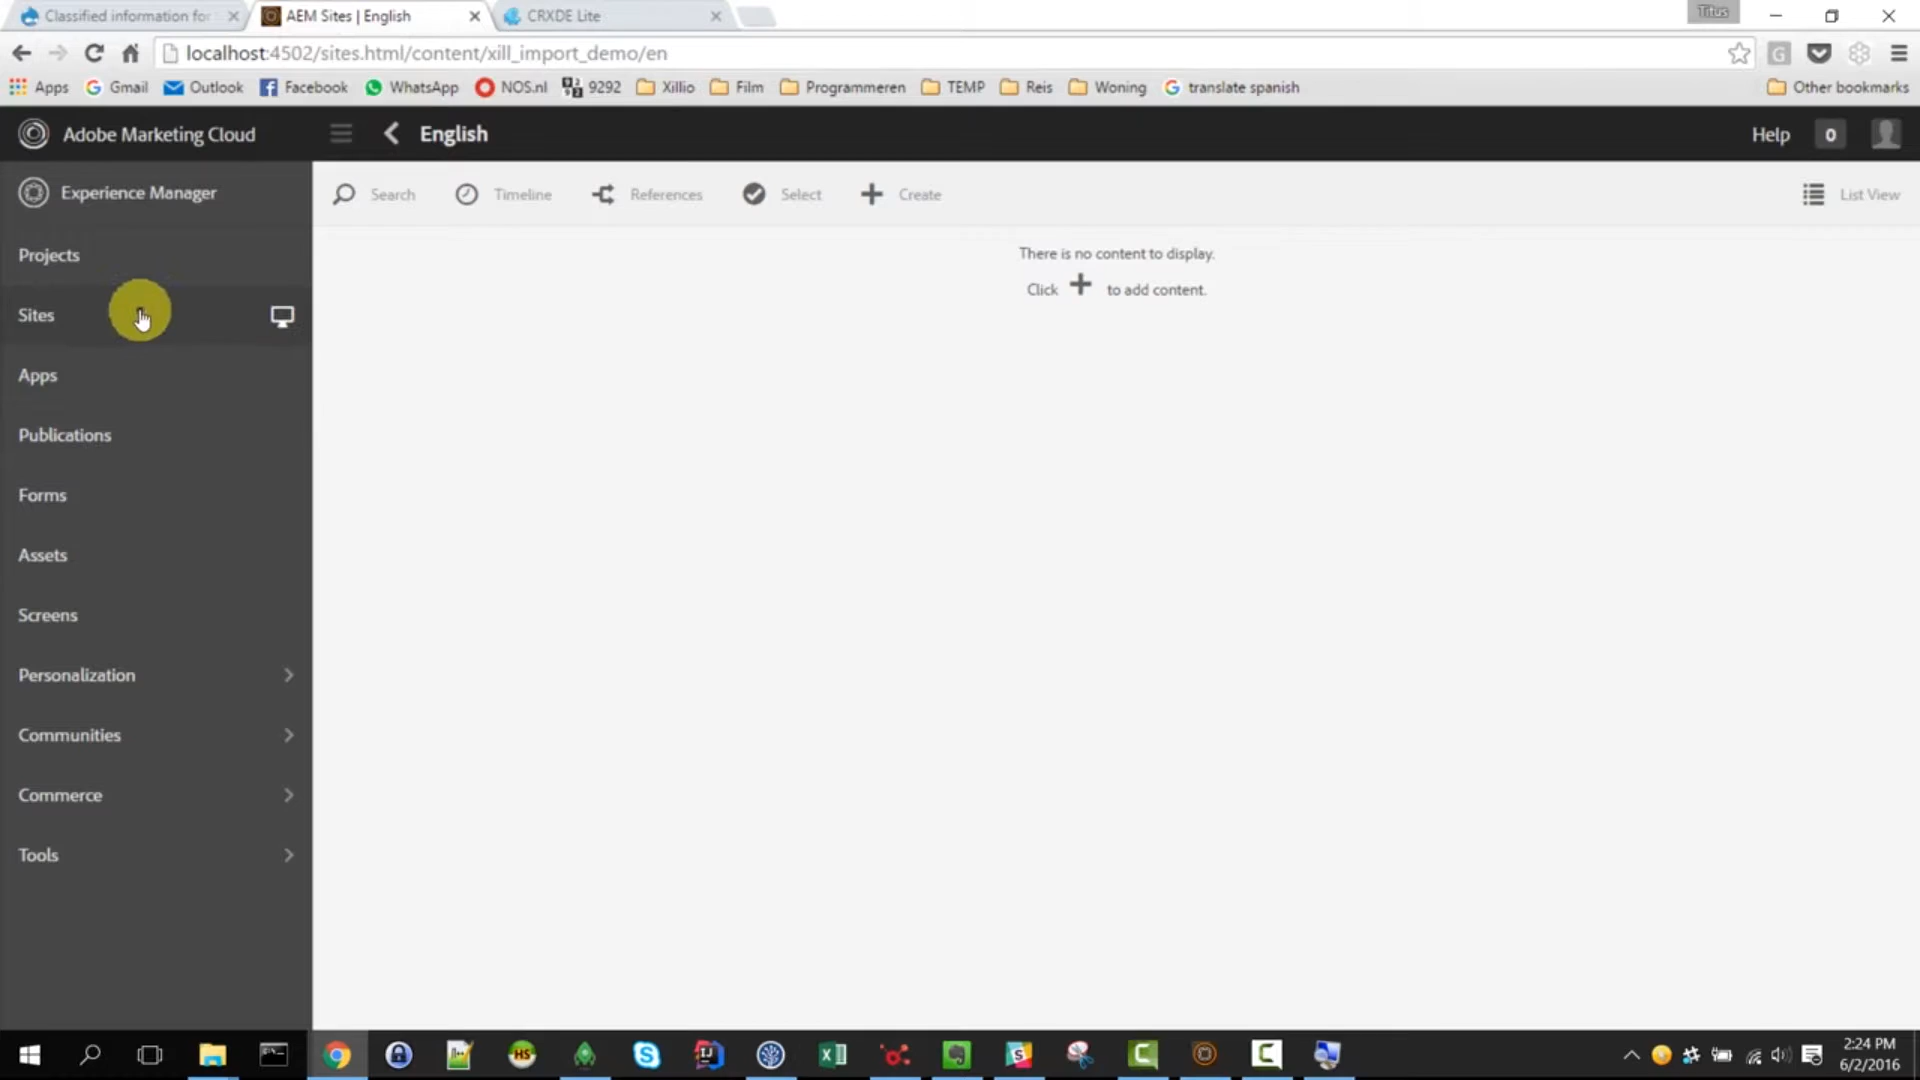 Classified information for
AEM Sites | English
CRXDE Lite
Titus
localhost:4502/sites.html/content/xill_import_demo/en
Apps
Gmail
Outlook
Facebook
WhatsApp
NOS.nl
9292
Xillio
Film
Programmeren
TEMP
Reis
Woning
translate spanish
Other bookmarks
Adobe Marketing Cloud
English
Help
0
Experience Manager
Search
Timeline
References
Select
Create
List View
Projects
There is no content to display.
Click + to add content.
Sites
Apps
Publications
Forms
Assets
Screens
Personalization
Communities
Commerce
Tools
HS
2:24 PM
6/2/2016